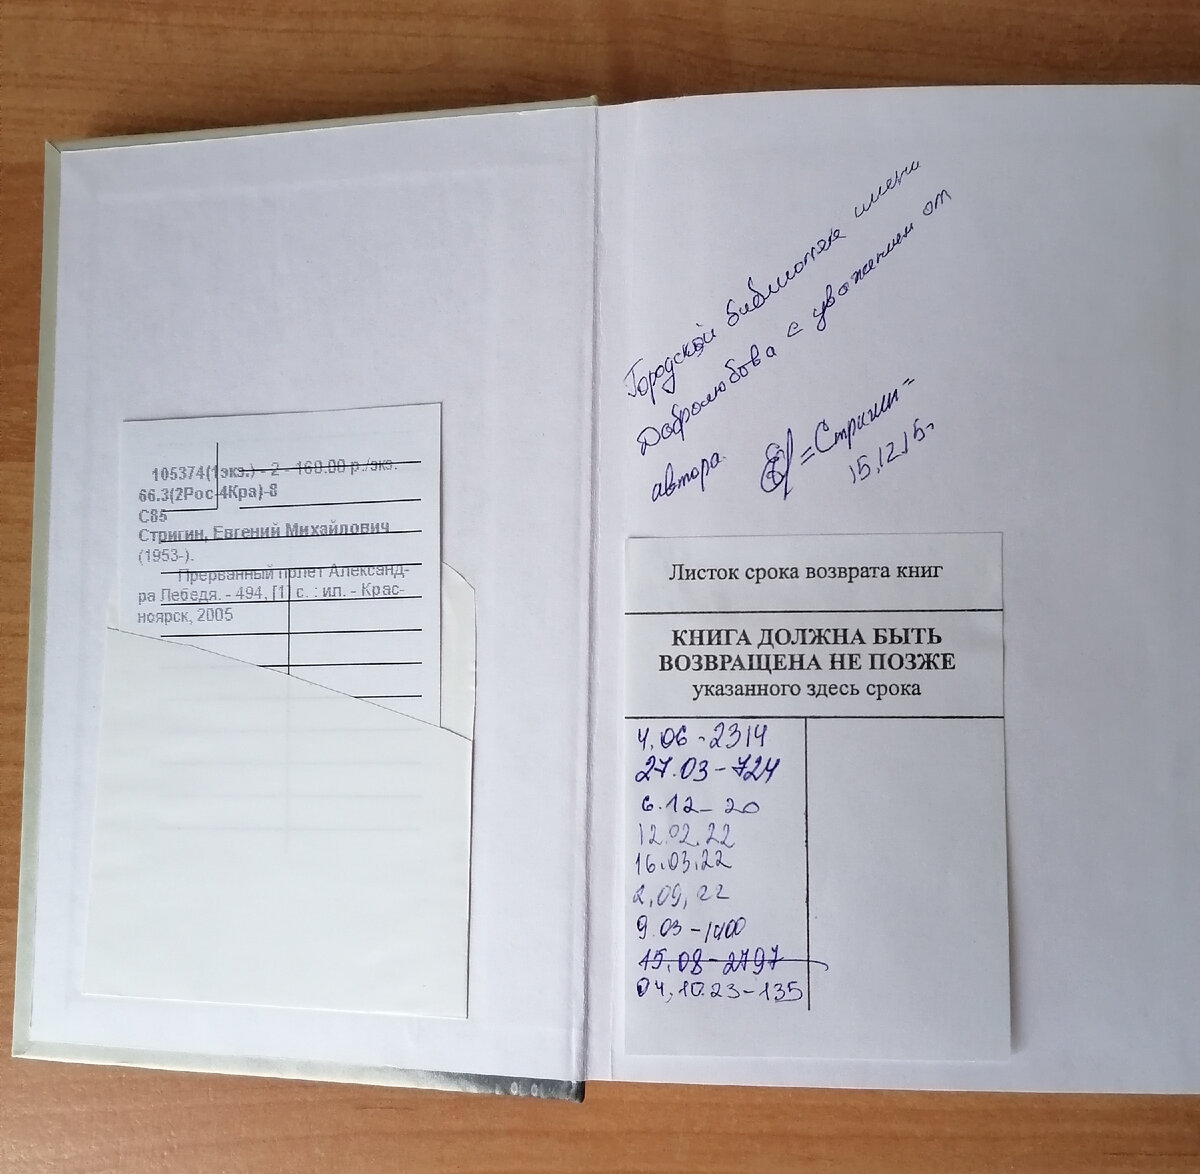 105374(1экз.) - 2 - 160.00 р./экз.
66.3(2Рос-4Кра)-8
С85
Стригин, Евгений Михайлович
(1953-).
Прерванный полет Александ-
ра Лебедя. - 494, [1] с. : ил. - Крас-
ноярск, 2005
Городской библиотеке имени
Добролюбова с уважением от
автора =Стригин=
15.12.15г
Листок срока возврата книг
КНИГА ДОЛЖНА БЫТЬ
ВОЗВРАЩЕНА НЕ ПОЗЖЕ
указанного здесь срока
4.06 - 2314
27.03 - 724
6.12 - 20
12.02.22
16.03.22
2,09,22
9.03 - 1400
15.08 - 2797
04,10.23 - 135